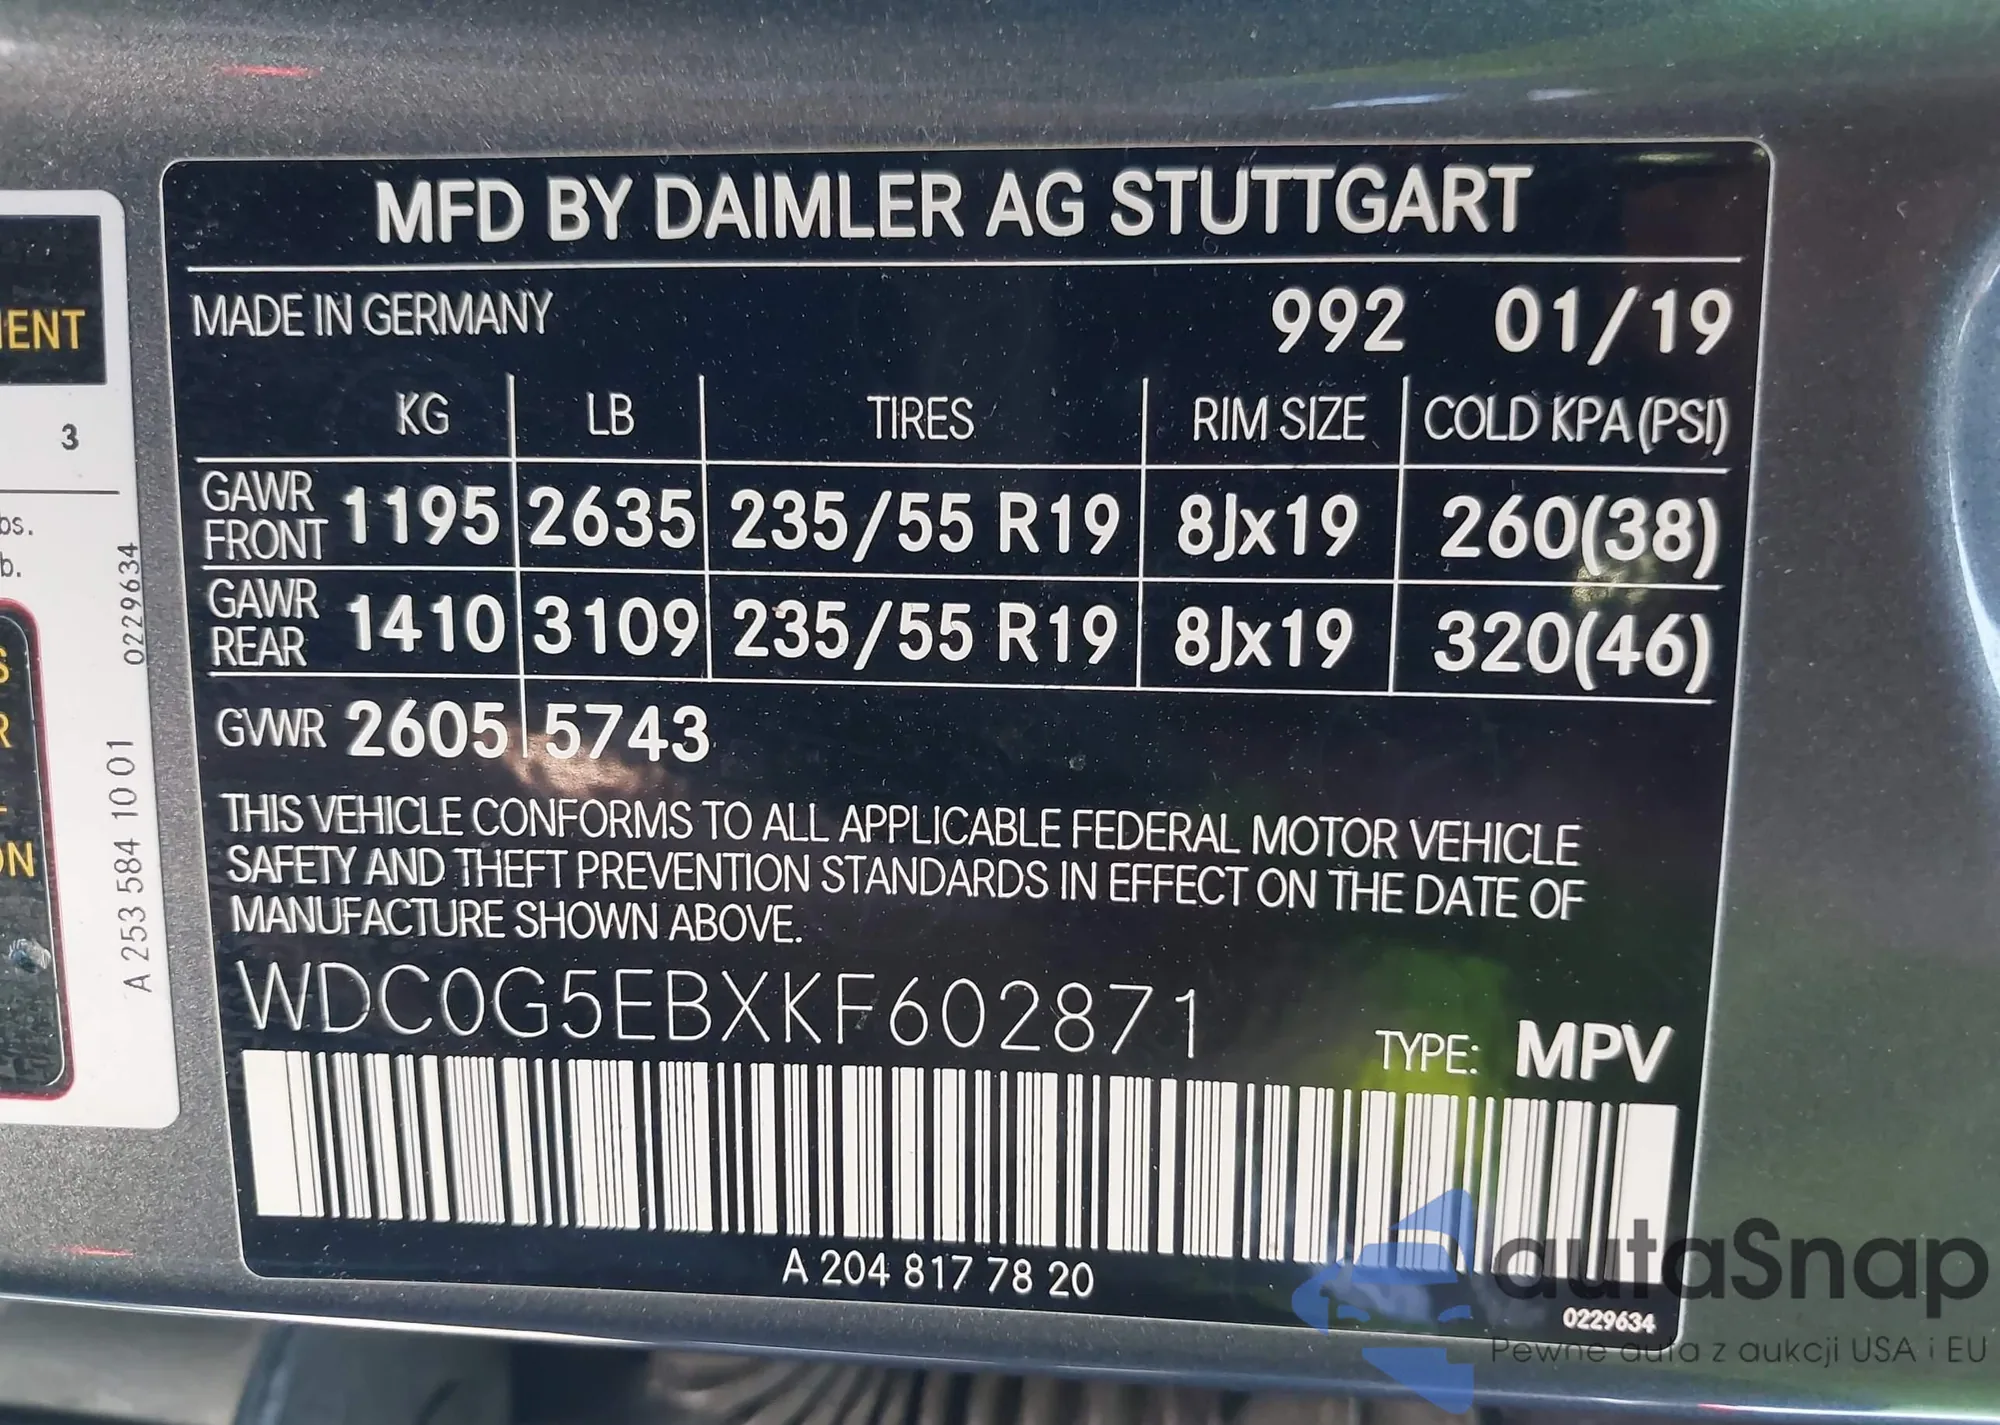 MFD BY DAIMLER AG STUTTGART
MADE IN GERMANY 992 01/19
KG LB TIRES RIM SIZE COLD KPA (PSI)
GAWR FRONT 1195 2635 235/55 R19 8Jx19 260(38)
GAWR REAR 1410 3109 235/55 R19 8Jx19 320(46)
GVWR 2605 5743
THIS VEHICLE CONFORMS TO ALL APPLICABLE FEDERAL MOTOR VEHICLE
SAFETY AND THEFT PREVENTION STANDARDS IN EFFECT ON THE DATE OF
MANUFACTURE SHOWN ABOVE.
WDC0G5EBXKF602871
TYPE: MPV
A 204 817 78 20
0229634
3
A 253 584 10 01 0229634
autaSnap
Pewne auta z aukcji USA i EU